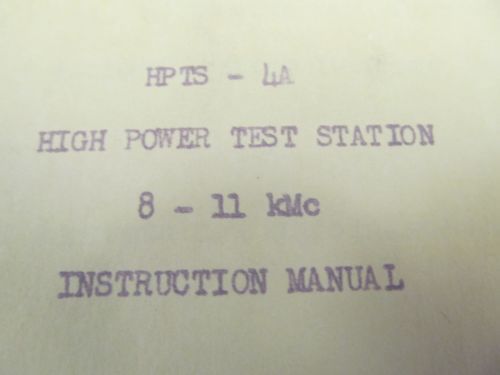 HPTS - 4A
HIGH POWER TEST STATION
8 - 11 kMc
INSTRUCTION MANUAL